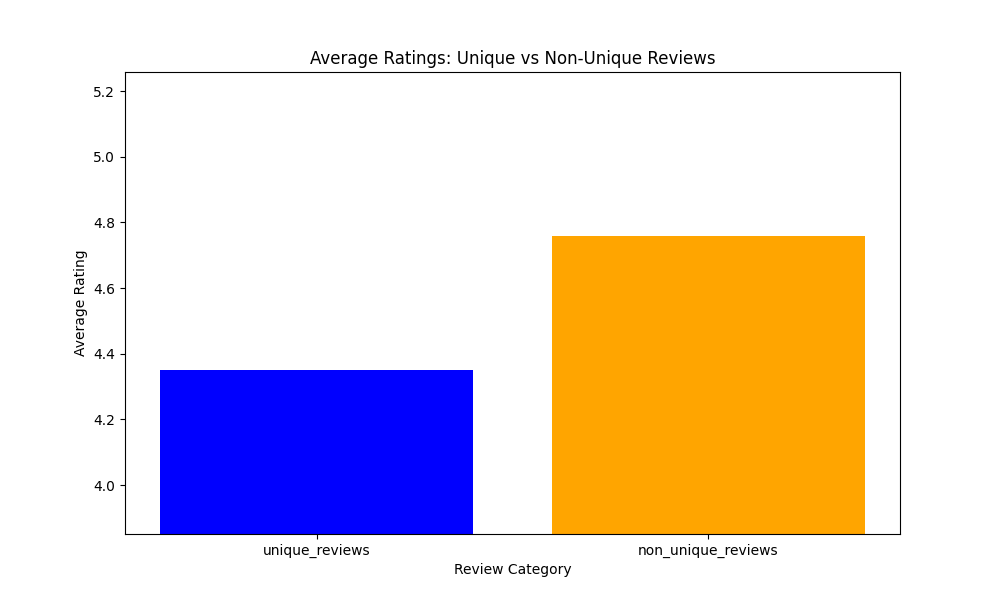 Average Ratings: Unique vs Non-Unique Reviews
5.2
5.0
4.8
4.6
4.4
4.2
4.0
Average Rating
unique_reviews
non_unique_reviews
Review Category